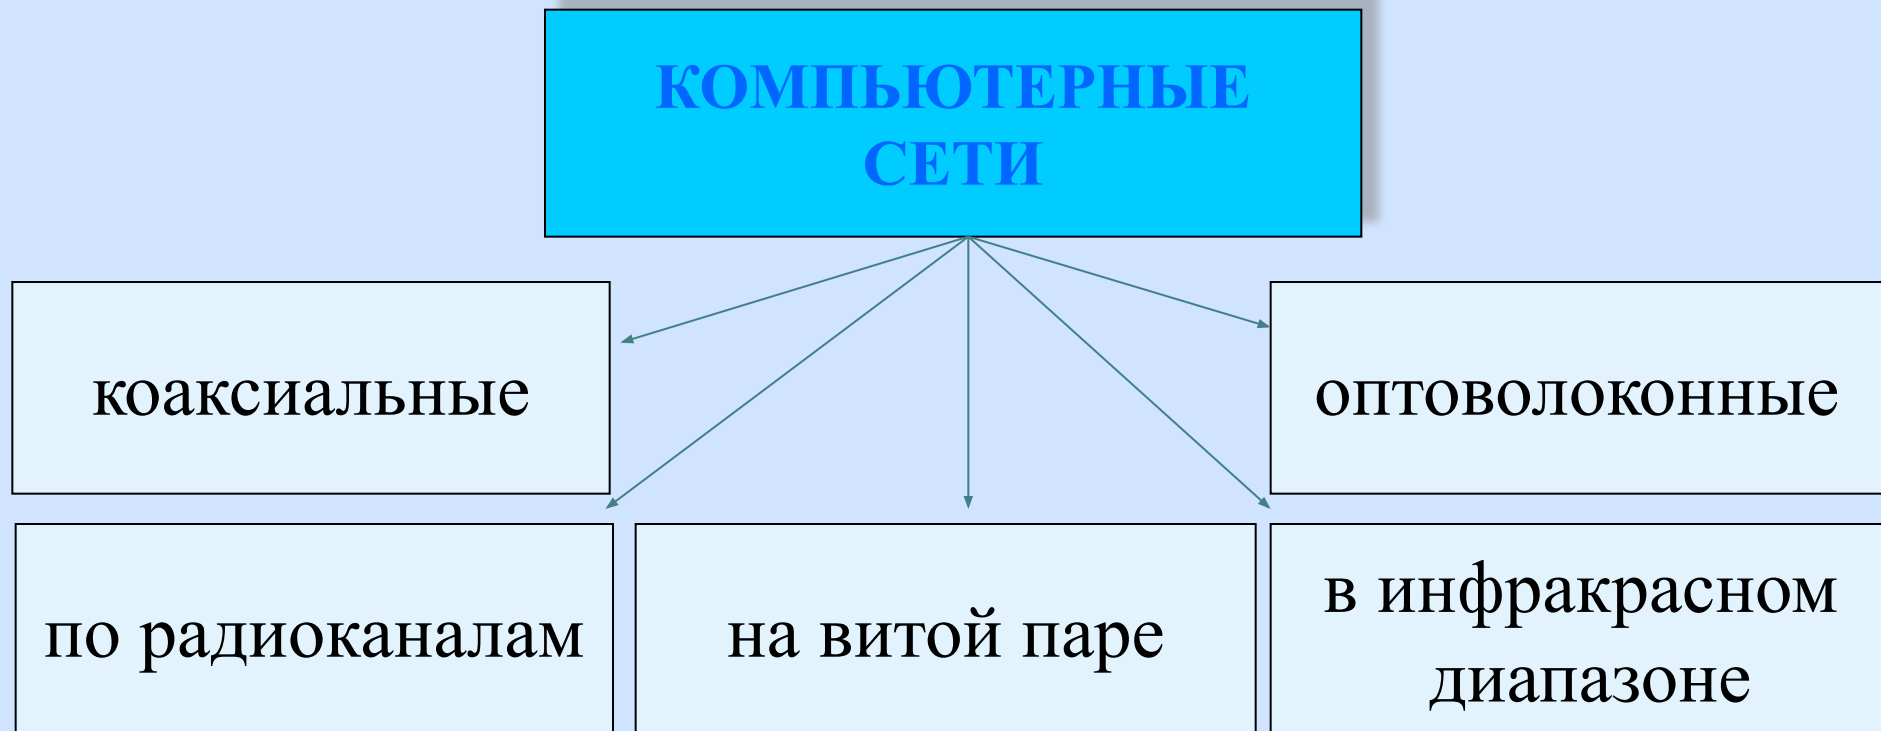 КОМПЬЮТЕРНЫЕ
СЕТИ
коаксиальные
оптоволоконные
по радиоканалам
на витой паре
в инфракрасном
диапазоне